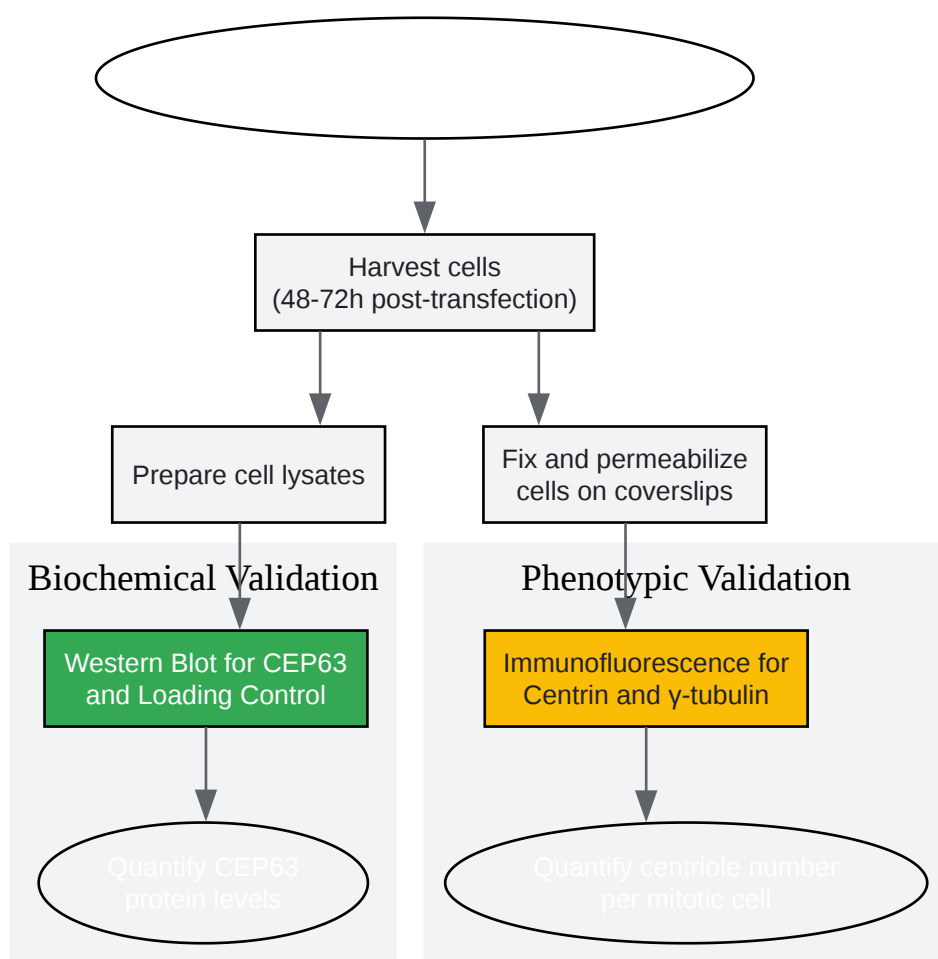 Harvest cells
(48-72h post-transfection)
Prepare cell lysates
Fix and permeabilize
cells on coverslips
Biochemical Validation
Phenotypic Validation
Western Blot for CEP63
and Loading Control
Immunofluorescence for
Centrin and γ-tubulin
Quantify CEP63
protein levels
Quantify centriole number
per mitotic cell